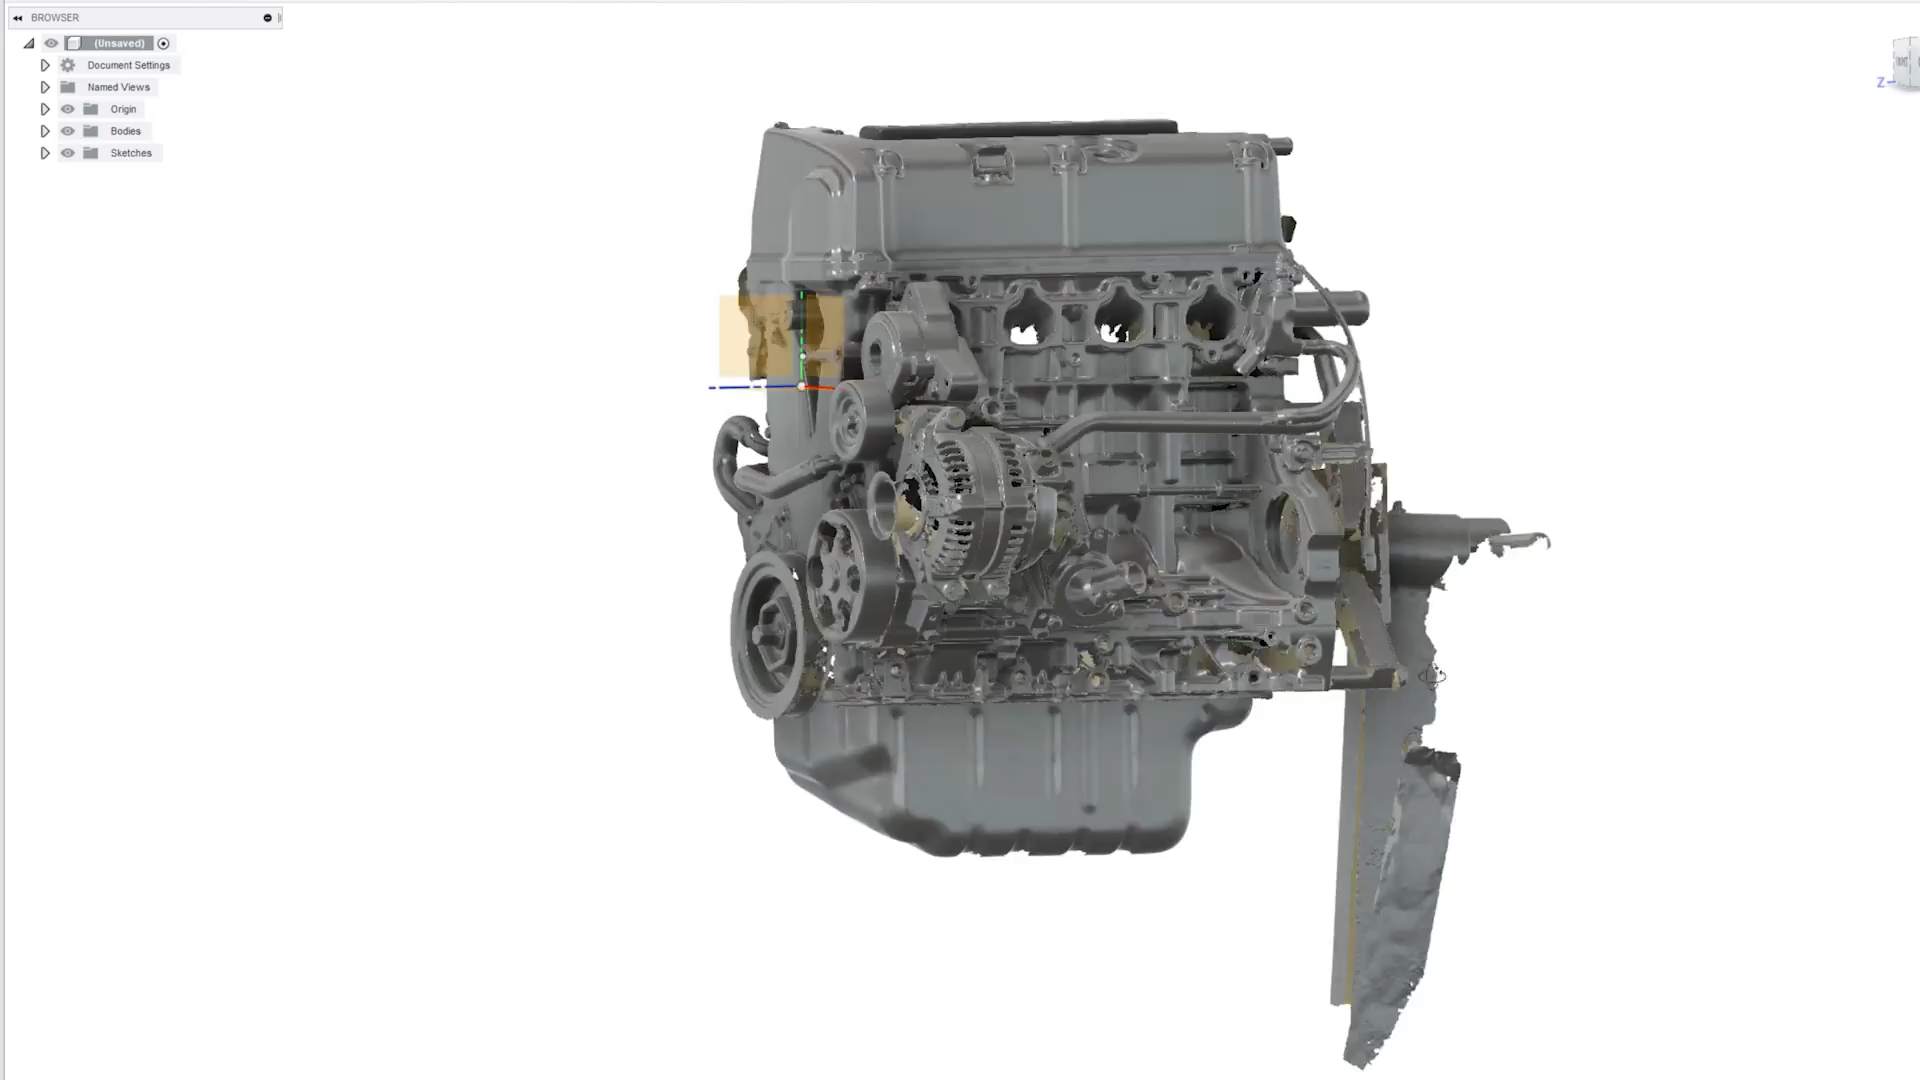 BROWSER
(Unsaved)
Document Settings
Named Views
Origin
Bodies
Sketches
Z